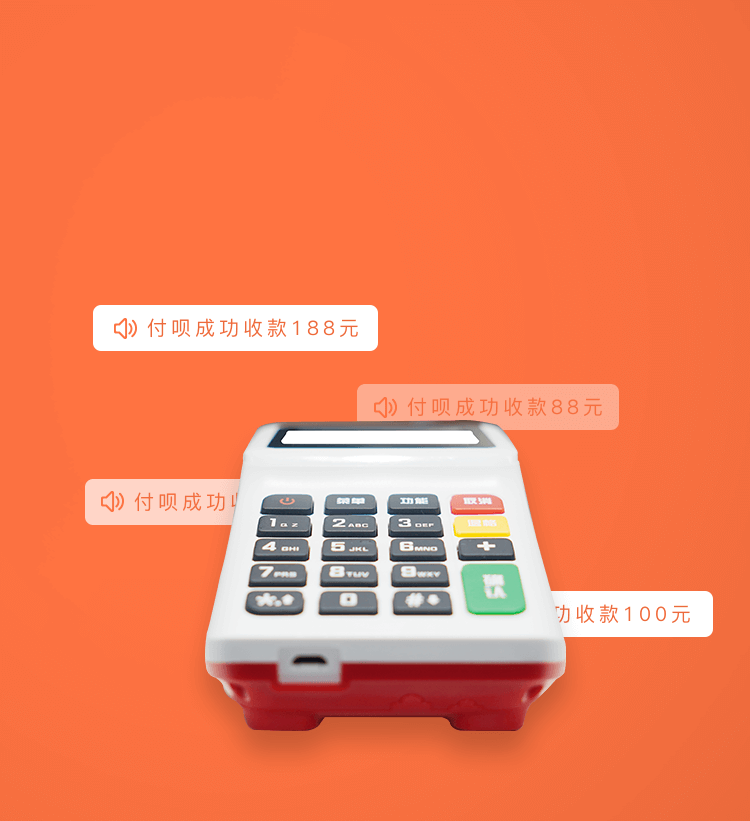 付呗成功收款188元
付呗成功收款88元
付呗成功
菜单 功能 取消
1 Q Z 2 ABC 3 DEF 清除
4 GHI 5 JKL 6 MNO +
7 PRS 8 TUV 9 WXY 确认
*,⬆ 0 #⬇
功收款100元